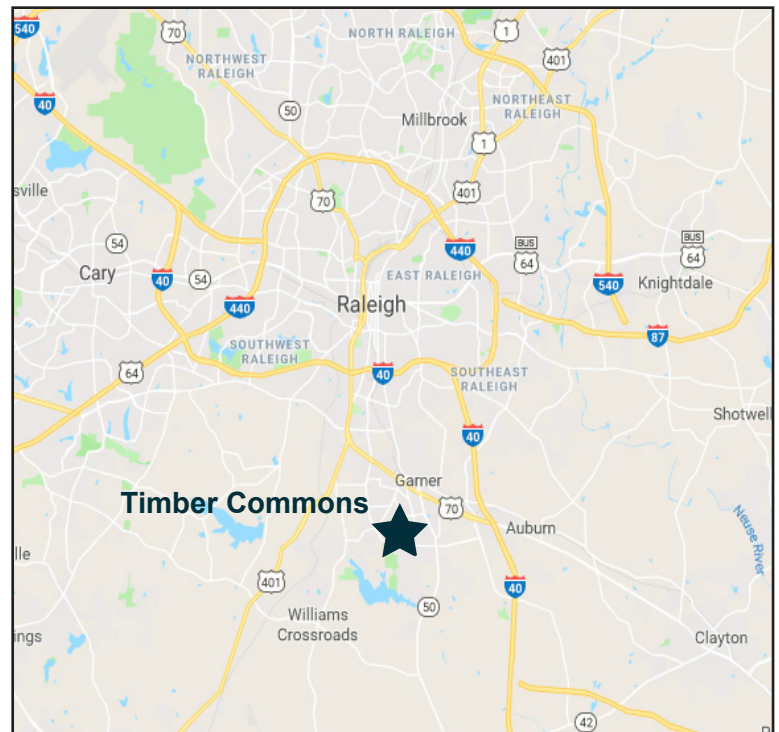 540
70
NORTH RALEIGH
1
401
NORTHWEST
RALEIGH
40
50
NORTHEAST
RALEIGH
Millbrook
1
sville
70
401
54
Cary
40
54
440
BUS
64
BUS
64
EAST RALEIGH
540
Knightdale
440
Raleigh
87
SOUTHWEST
RALEIGH
64
40
SOUTHEAST
RALEIGH
Shotwell
40
Garner
Timber Commons
70
Auburn
Neuse River
lle
401
40
50
Williams
Crossroads
ings
Clayton
42